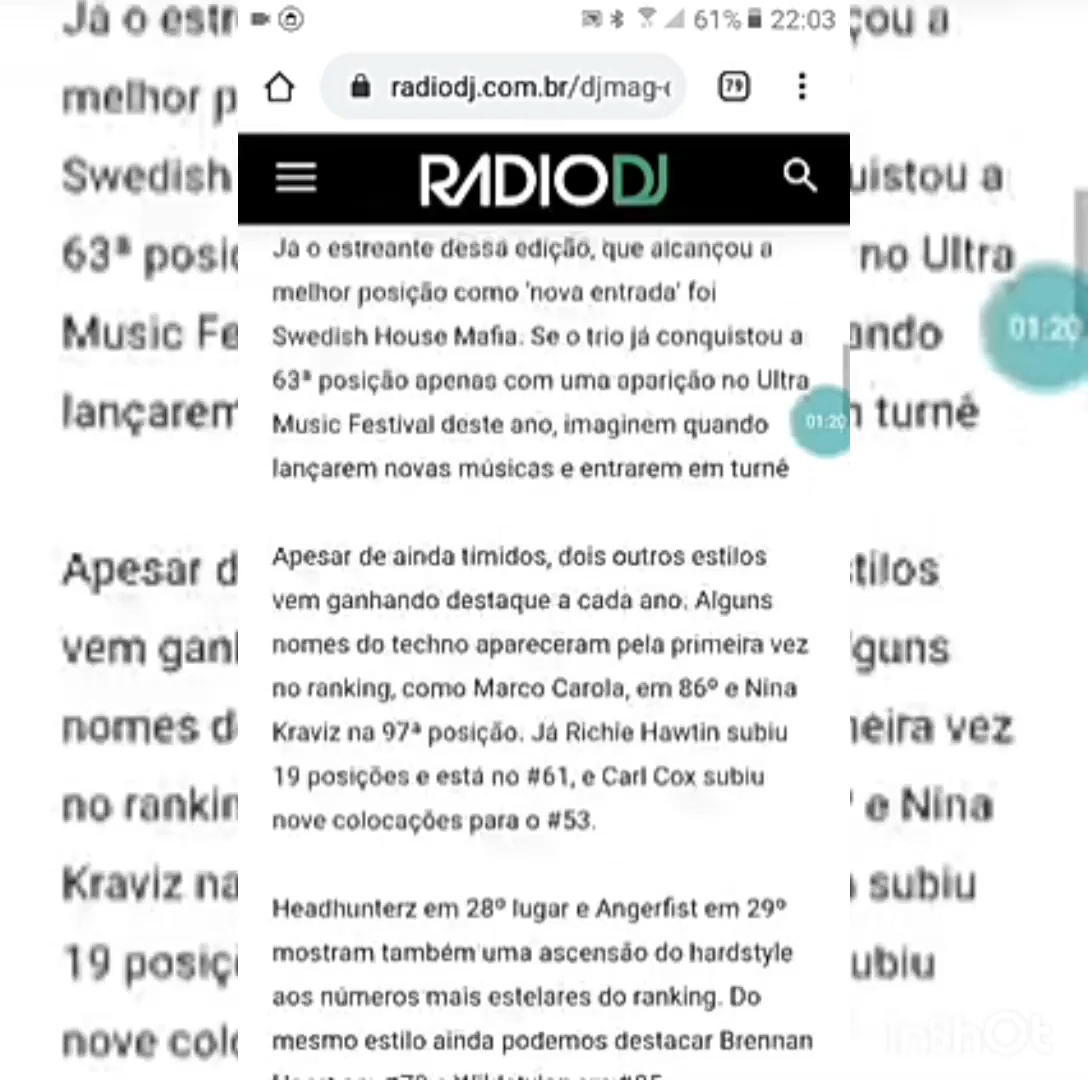 61% 22:03
radiodj.com.br/djmag-
79
RADIODJ
Já o estreante dessa edição, que alcançou a
melhor posição como 'nova entrada' foi
Swedish House Mafia. Se o trio já conquistou a
63ª posição apenas com uma aparição no Ultra
Music Festival deste ano, imaginem quando
lançarem novas músicas e entrarem em turnê
01:20
01:20
Apesar de ainda tímidos, dois outros estilos
vem ganhando destaque a cada ano. Alguns
nomes do techno apareceram pela primeira vez
no ranking, como Marco Carola, em 86º e Nina
Kraviz na 97ª posição. Já Richie Hawtin subiu
19 posições e está no #61, e Carl Cox subiu
nove colocações para o #53.
Headhunterz em 28º lugar e Angerfist em 29º
mostram também uma ascensão do hardstyle
aos números mais estelares do ranking. Do
mesmo estilo ainda podemos destacar Brennan
InShOt